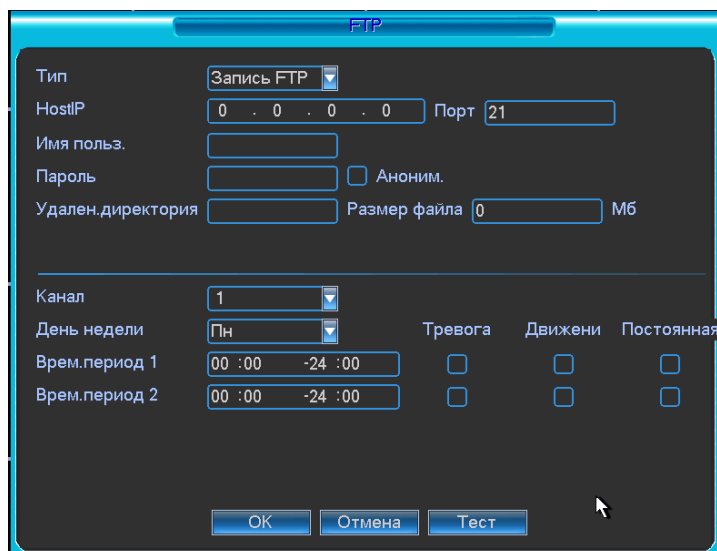 FTP
Тип Запись FTP
HostIP 0 . 0 . 0 . 0 Порт 21
Имя польз.
Пароль Аноним.
Удален.директория Размер файла 0 Мб
Канал 1
День недели Пн Тревога Движени Постоянная
Врем.период 1 00 :00 -24 :00
Врем.период 2 00 :00 -24 :00
OK Отмена Тест